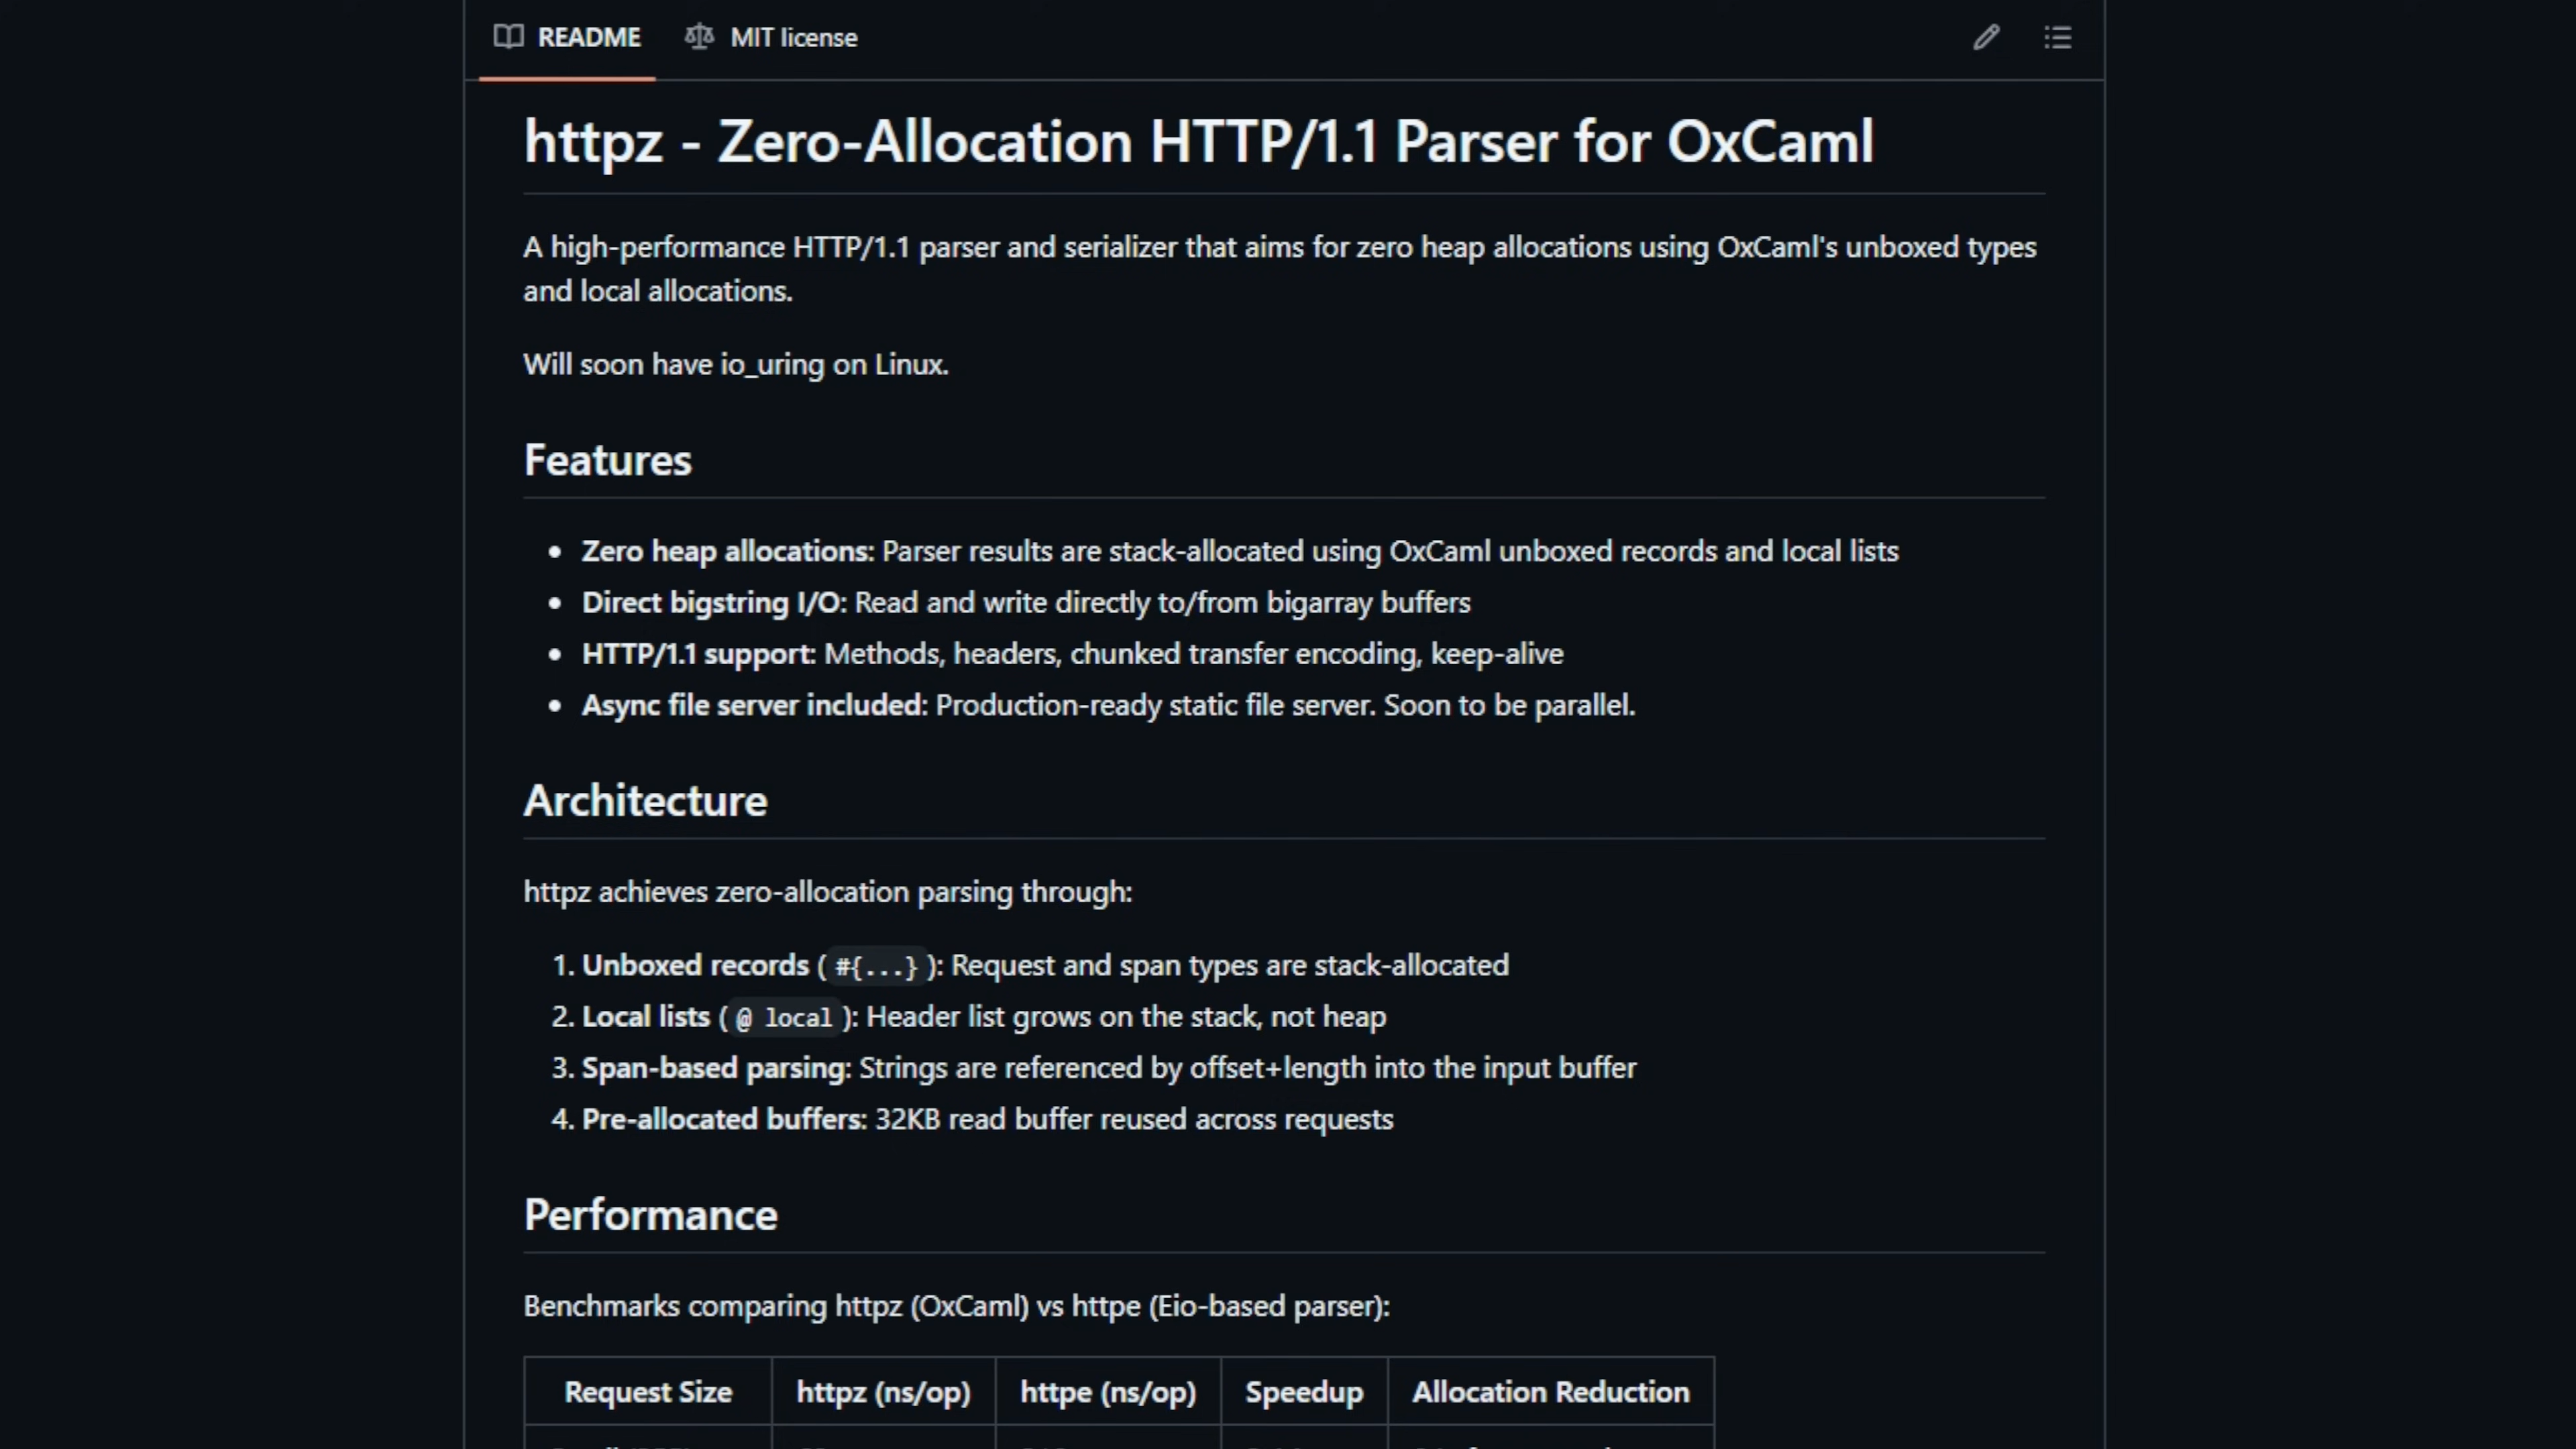 README MIT license
httpz - Zero-Allocation HTTP/1.1 Parser for OxCaml
A high-performance HTTP/1.1 parser and serializer that aims for zero heap allocations using OxCaml's unboxed types
and local allocations.
Will soon have io_uring on Linux.
Features
• Zero heap allocations: Parser results are stack-allocated using OxCaml unboxed records and local lists
• Direct bigstring I/O: Read and write directly to/from bigarray buffers
• HTTP/1.1 support: Methods, headers, chunked transfer encoding, keep-alive
• Async file server included: Production-ready static file server. Soon to be parallel.
Architecture
httpz achieves zero-allocation parsing through:
1. Unboxed records ( #{...} ): Request and span types are stack-allocated
2. Local lists ( @ local ): Header list grows on the stack, not heap
3. Span-based parsing: Strings are referenced by offset+length into the input buffer
4. Pre-allocated buffers: 32KB read buffer reused across requests
Performance
Benchmarks comparing httpz (OxCaml) vs httpe (Eio-based parser):
Request Size httpz (ns/op) httpe (ns/op) Speedup Allocation Reduction